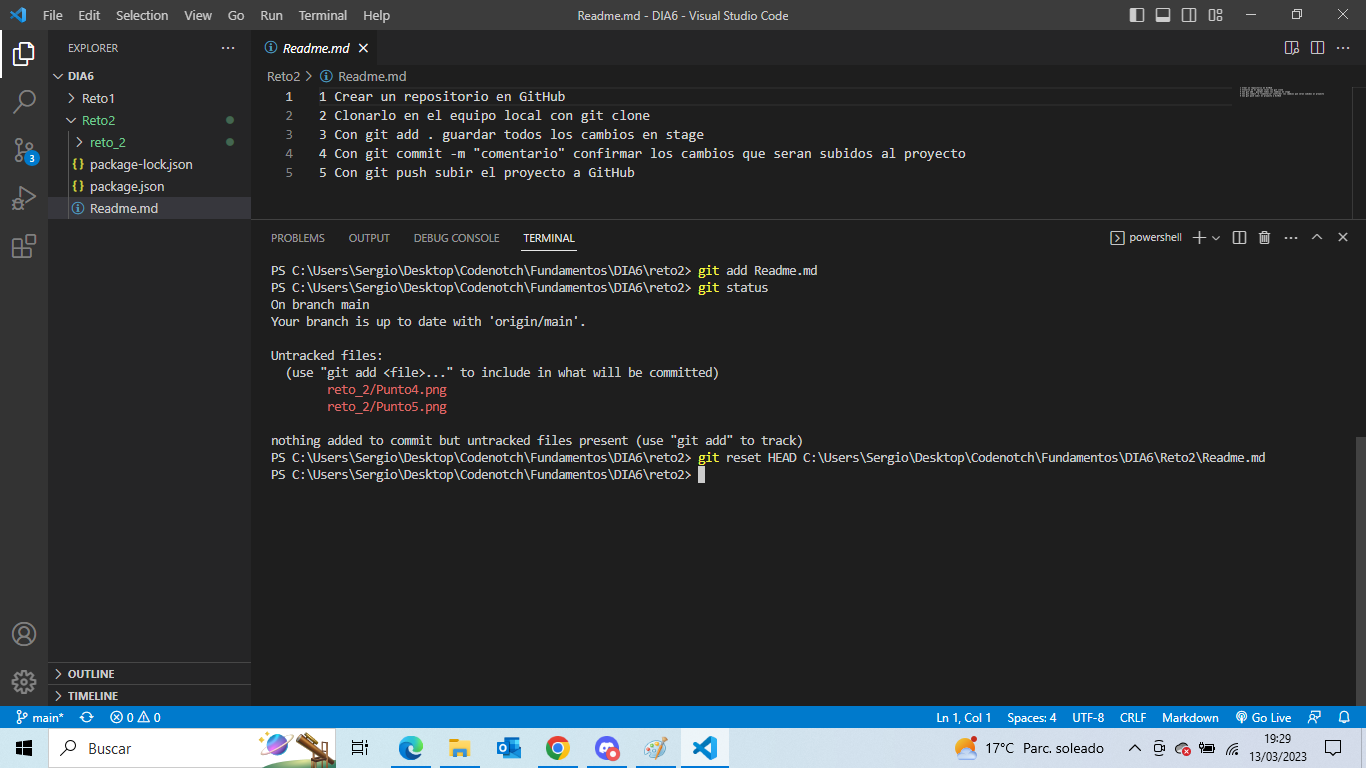 File Edit Selection View Go Run Terminal Help
Readme.md - DIA6 - Visual Studio Code
EXPLORER
DIA6
Reto1
Reto2
reto_2
package-lock.json
package.json
Readme.md
3
Readme.md
Reto2 > Readme.md
1 1 Crear un repositorio en GitHub
2 2 Clonarlo en el equipo local con git clone
3 3 Con git add . guardar todos los cambios en stage
4 4 Con git commit -m "comentario" confirmar los cambios que seran subidos al proyecto
5 5 Con git push subir el proyecto a GitHub
PROBLEMS OUTPUT DEBUG CONSOLE TERMINAL
powershell
PS C:\Users\Sergio\Desktop\Codenotch\Fundamentos\DIA6\reto2> git add Readme.md
PS C:\Users\Sergio\Desktop\Codenotch\Fundamentos\DIA6\reto2> git status
On branch main
Your branch is up to date with 'origin/main'.
Untracked files:
(use "git add <file>..." to include in what will be committed)
reto_2/Punto4.png
reto_2/Punto5.png
nothing added to commit but untracked files present (use "git add" to track)
PS C:\Users\Sergio\Desktop\Codenotch\Fundamentos\DIA6\reto2> git reset HEAD C:\Users\Sergio\Desktop\Codenotch\Fundamentos\DIA6\Reto2\Readme.md
PS C:\Users\Sergio\Desktop\Codenotch\Fundamentos\DIA6\reto2>
OUTLINE
TIMELINE
main* 0 0
Ln 1, Col 1 Spaces: 4 UTF-8 CRLF Markdown Go Live
Buscar
17°C Parc. soleado
19:29
13/03/2023